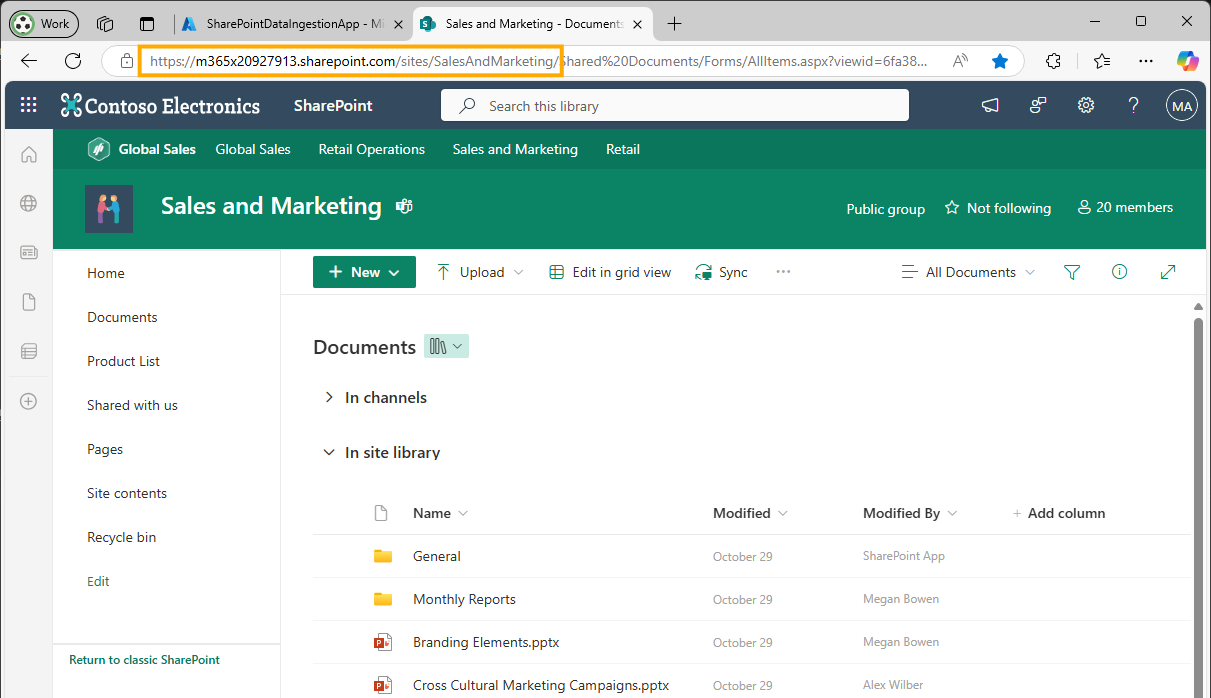 Work
SharePointDataIngestionApp - Mi
Sales and Marketing - Documents
https://m365x20927913.sharepoint.com/sites/SalesAndMarketing/Shared%20Documents/Forms/AllItems.aspx?viewid=6fa38...
Contoso Electronics
SharePoint
Search this library
?
MA
Global Sales
Global Sales
Retail Operations
Sales and Marketing
Retail
Sales and Marketing
Public group
Not following
20 members
Home
Documents
Product List
Shared with us
Pages
Site contents
Recycle bin
Edit
Return to classic SharePoint
+ New
Upload
Edit in grid view
Sync
...
All Documents
Documents
In channels
In site library
Name Modified Modified By + Add column
General October 29 SharePoint App
Monthly Reports October 29 Megan Bowen
Branding Elements.pptx October 29 Megan Bowen
Cross Cultural Marketing Campaigns.pptx October 29 Alex Wilber